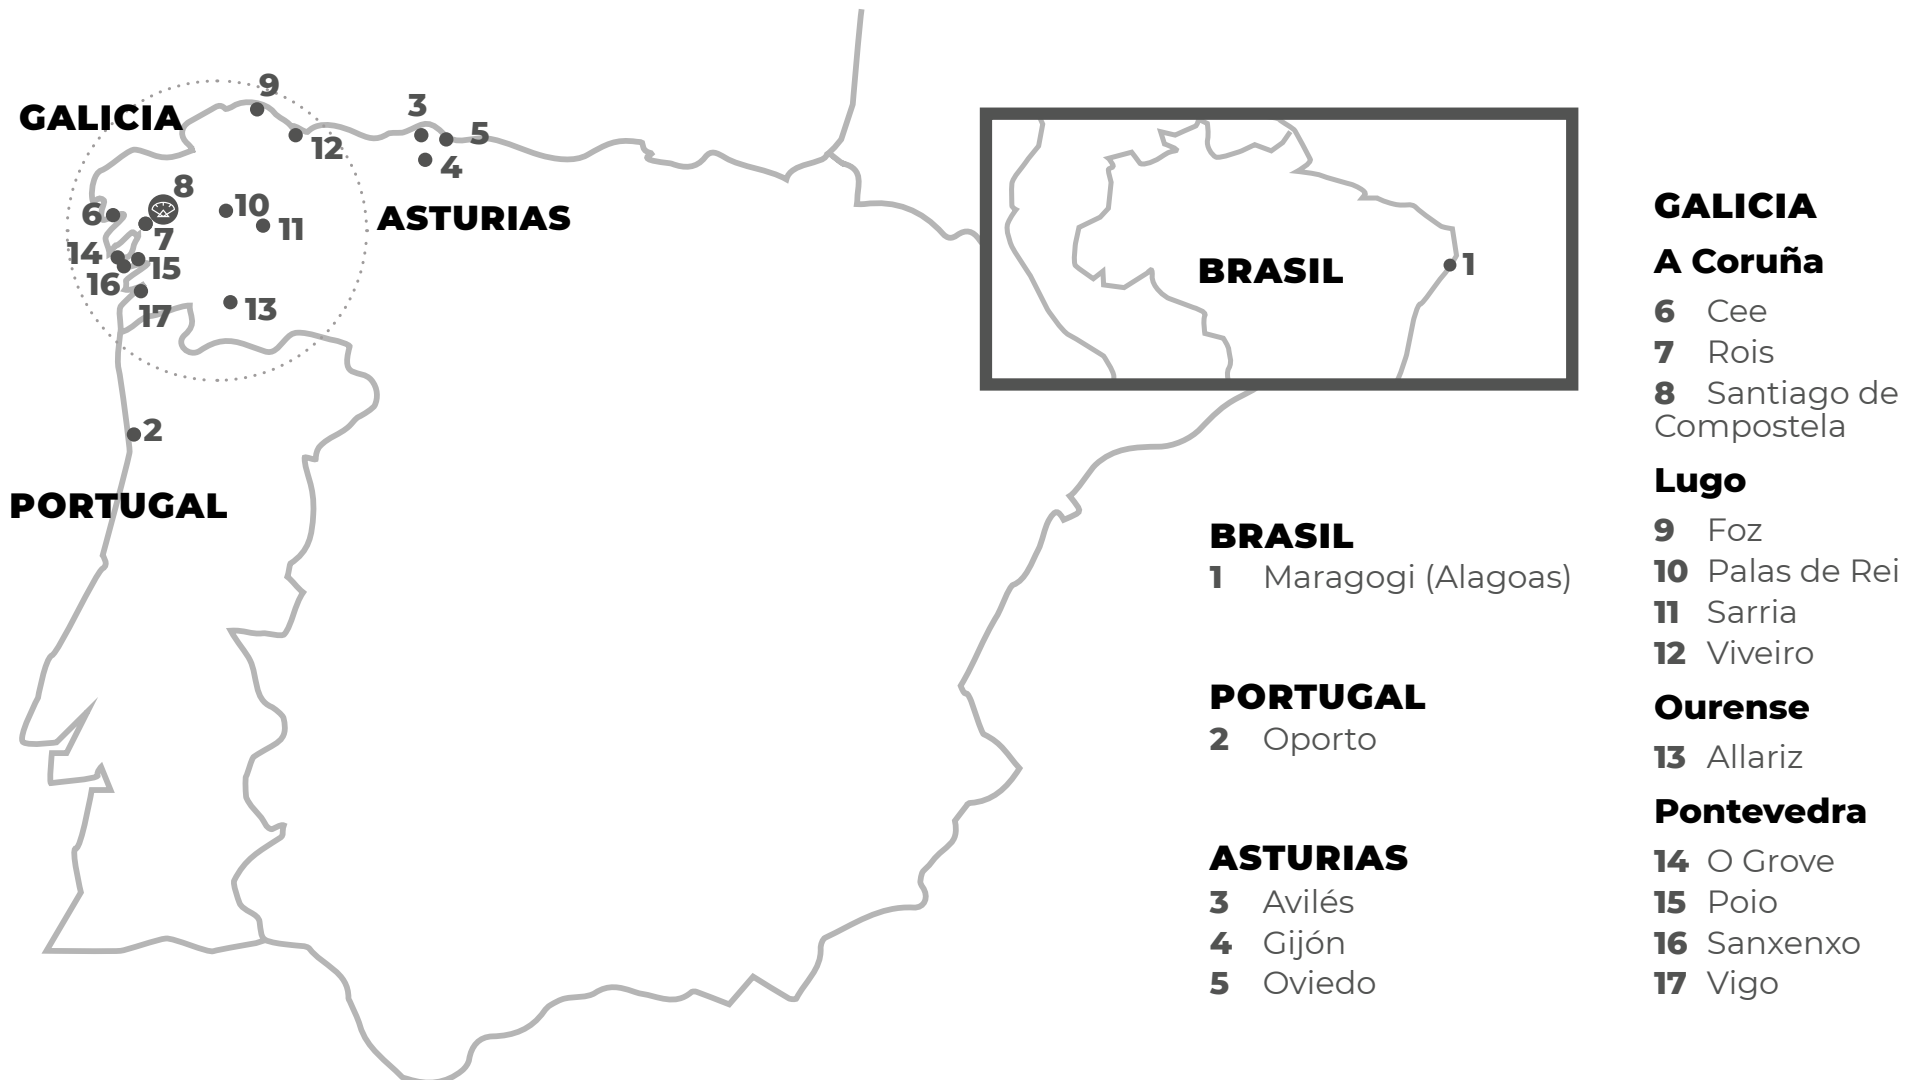 GALICIA
9
3
5
12
4
8
6
10
11
7
ASTURIAS
14
15
16
13
17
2
PORTUGAL
BRASIL
1
BRASIL
1 Maragogi (Alagoas)
PORTUGAL
2 Oporto
ASTURIAS
3 Avilés
4 Gijón
5 Oviedo
GALICIA
A Coruña
6 Cee
7 Rois
8 Santiago de
Compostela
Lugo
9 Foz
10 Palas de Rei
11 Sarria
12 Viveiro
Ourense
13 Allariz
Pontevedra
14 O Grove
15 Poio
16 Sanxenxo
17 Vigo